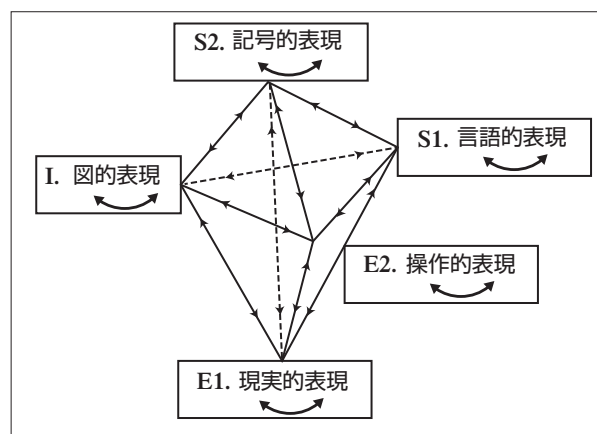 S2. 記号的表現
S1. 言語的表現
I. 図的表現
E2. 操作的表現
E1. 現実的表現